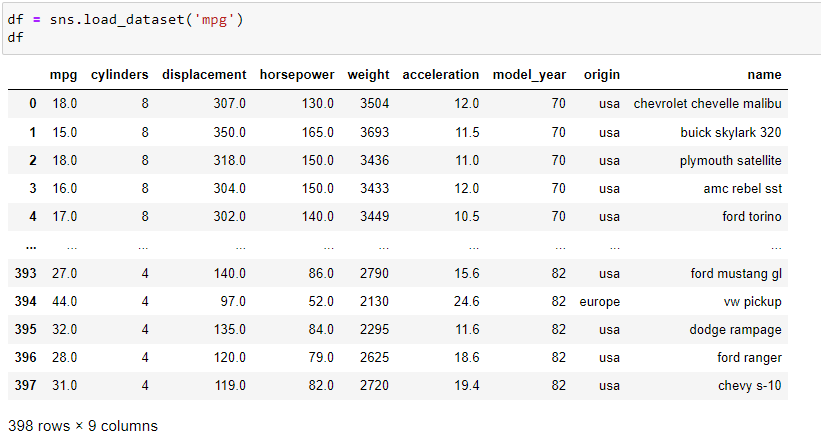 df = sns.load_dataset('mpg')
df
mpg cylinders displacement horsepower weight acceleration model_year origin name
0 18.0 8 307.0 130.0 3504 12.0 70 usa chevrolet chevelle malibu
1 15.0 8 350.0 165.0 3693 11.5 70 usa buick skylark 320
2 18.0 8 318.0 150.0 3436 11.0 70 usa plymouth satellite
3 16.0 8 304.0 150.0 3433 12.0 70 usa amc rebel sst
4 17.0 8 302.0 140.0 3449 10.5 70 usa ford torino
... ... ... ... ... ... ... ... ... ...
393 27.0 4 140.0 86.0 2790 15.6 82 usa ford mustang gl
394 44.0 4 97.0 52.0 2130 24.6 82 europe vw pickup
395 32.0 4 135.0 84.0 2295 11.6 82 usa dodge rampage
396 28.0 4 120.0 79.0 2625 18.6 82 usa ford ranger
397 31.0 4 119.0 82.0 2720 19.4 82 usa chevy s-10
398 rows × 9 columns